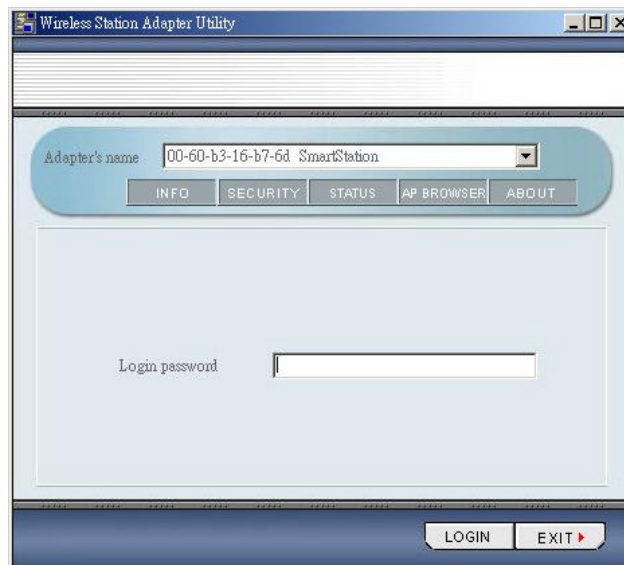 Wireless Station Adapter Utility
Adapter's name
00-60-b3-16-b7-6d SmartStation
INFO SECURITY STATUS AP BROWSER ABOUT
Login password
LOGIN EXIT